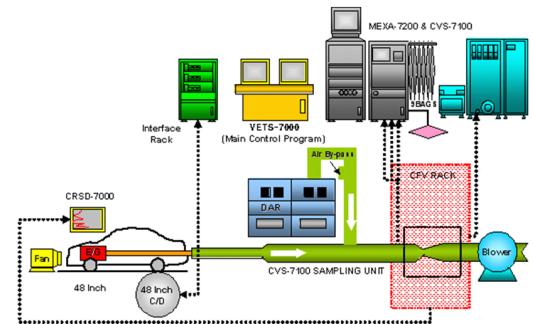 MEXA-7200 & CVS-7100
Interface
Rack
VETS-7000
(Main Control Program)
9BAGS
Air By-pass
CFV RACK
CRSD-7000
DAR
E/G
Fan
Blower
CVS-7100 SAMPLING UNIT
48 Inch
48 Inch
C/D